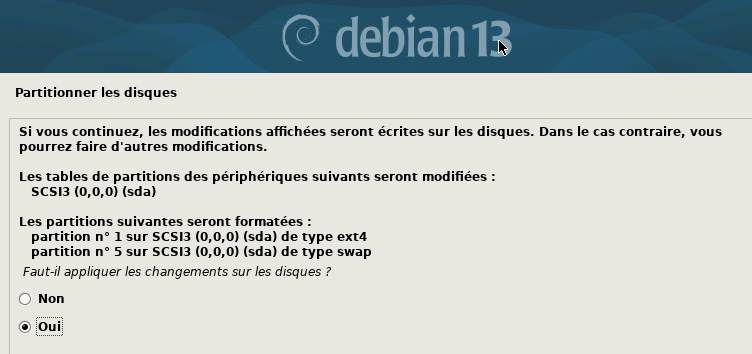 debian 13
Partitionner les disques
Si vous continuez, les modifications affichées seront écrites sur les disques. Dans le cas contraire, vous
pourrez faire d'autres modifications.
Les tables de partitions des périphériques suivants seront modifiées :
SCSI3 (0,0,0) (sda)
Les partitions suivantes seront formatées :
partition n° 1 sur SCSI3 (0,0,0) (sda) de type ext4
partition n° 5 sur SCSI3 (0,0,0) (sda) de type swap
Faut-il appliquer les changements sur les disques ?
Non
Oui